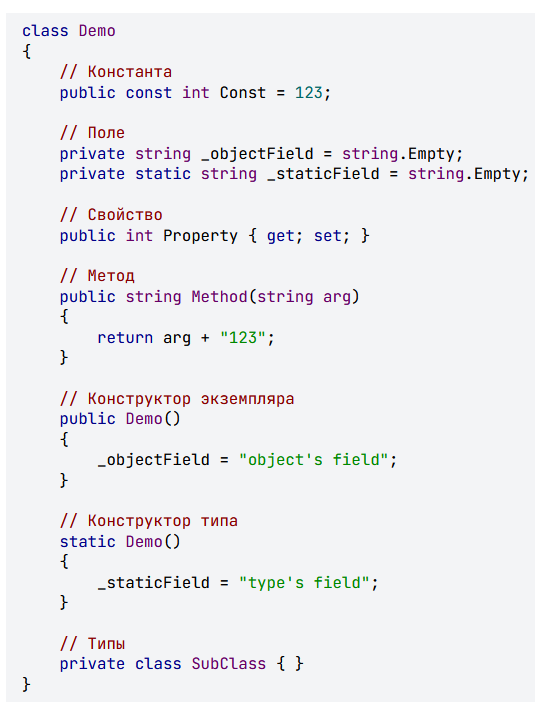 class Demo
{
    // Константа
    public const int Const = 123;

    // Поле
    private string _objectField = string.Empty;
    private static string _staticField = string.Empty;

    // Свойство
    public int Property { get; set; }

    // Метод
    public string Method(string arg)
    {
        return arg + "123";
    }

    // Конструктор экземпляра
    public Demo()
    {
        _objectField = "object's field";
    }

    // Конструктор типа
    static Demo()
    {
        _staticField = "type's field";
    }

    // Типы
    private class SubClass { }
}